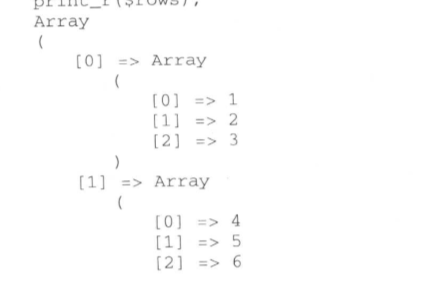 print_r($rows);
Array
(
[0] => Array
(
[0] => 1
[1] => 2
[2] => 3
)
[1] => Array
(
[0] => 4
[1] => 5
[2] => 6